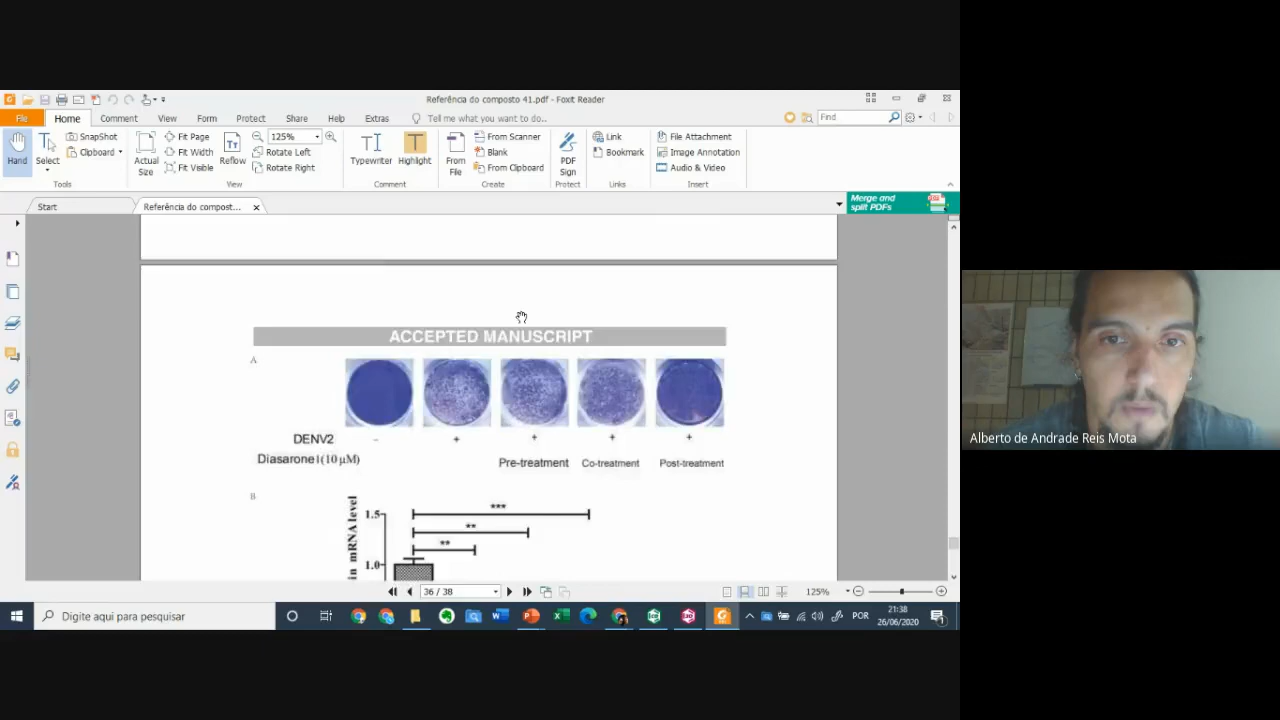 Referência do composto 41.pdf - Foxit Reader
File Home Comment View Form Protect Share Help Extras Tell me what you want to do.. Find
Hand
Select
SnapShot
Clipboard
Tools
Actual Size
Fit Page
Fit Width
Fit Visible
Reflow
125%
Rotate Left
Rotate Right
View
Typewriter
Highlight
Comment
From File
From Scanner
Blank
From Clipboard
Create
PDF Sign
Protect
Link
Bookmark
Links
File Attachment
Image Annotation
Audio & Video
Insert
Start Referência do compost...
Merge and split PDFs
ACCEPTED MANUSCRIPT
A
DENV2 - + + + +
Diasarone I (10 µM) Pre-treatment Co-treatment Post-treatment
B
in mRNA level
1.5
***
**
**
1.0
36 / 38
125%
Digite aqui para pesquisar
POR
21:38
26/06/2020
Alberto de Andrade Reis Mota